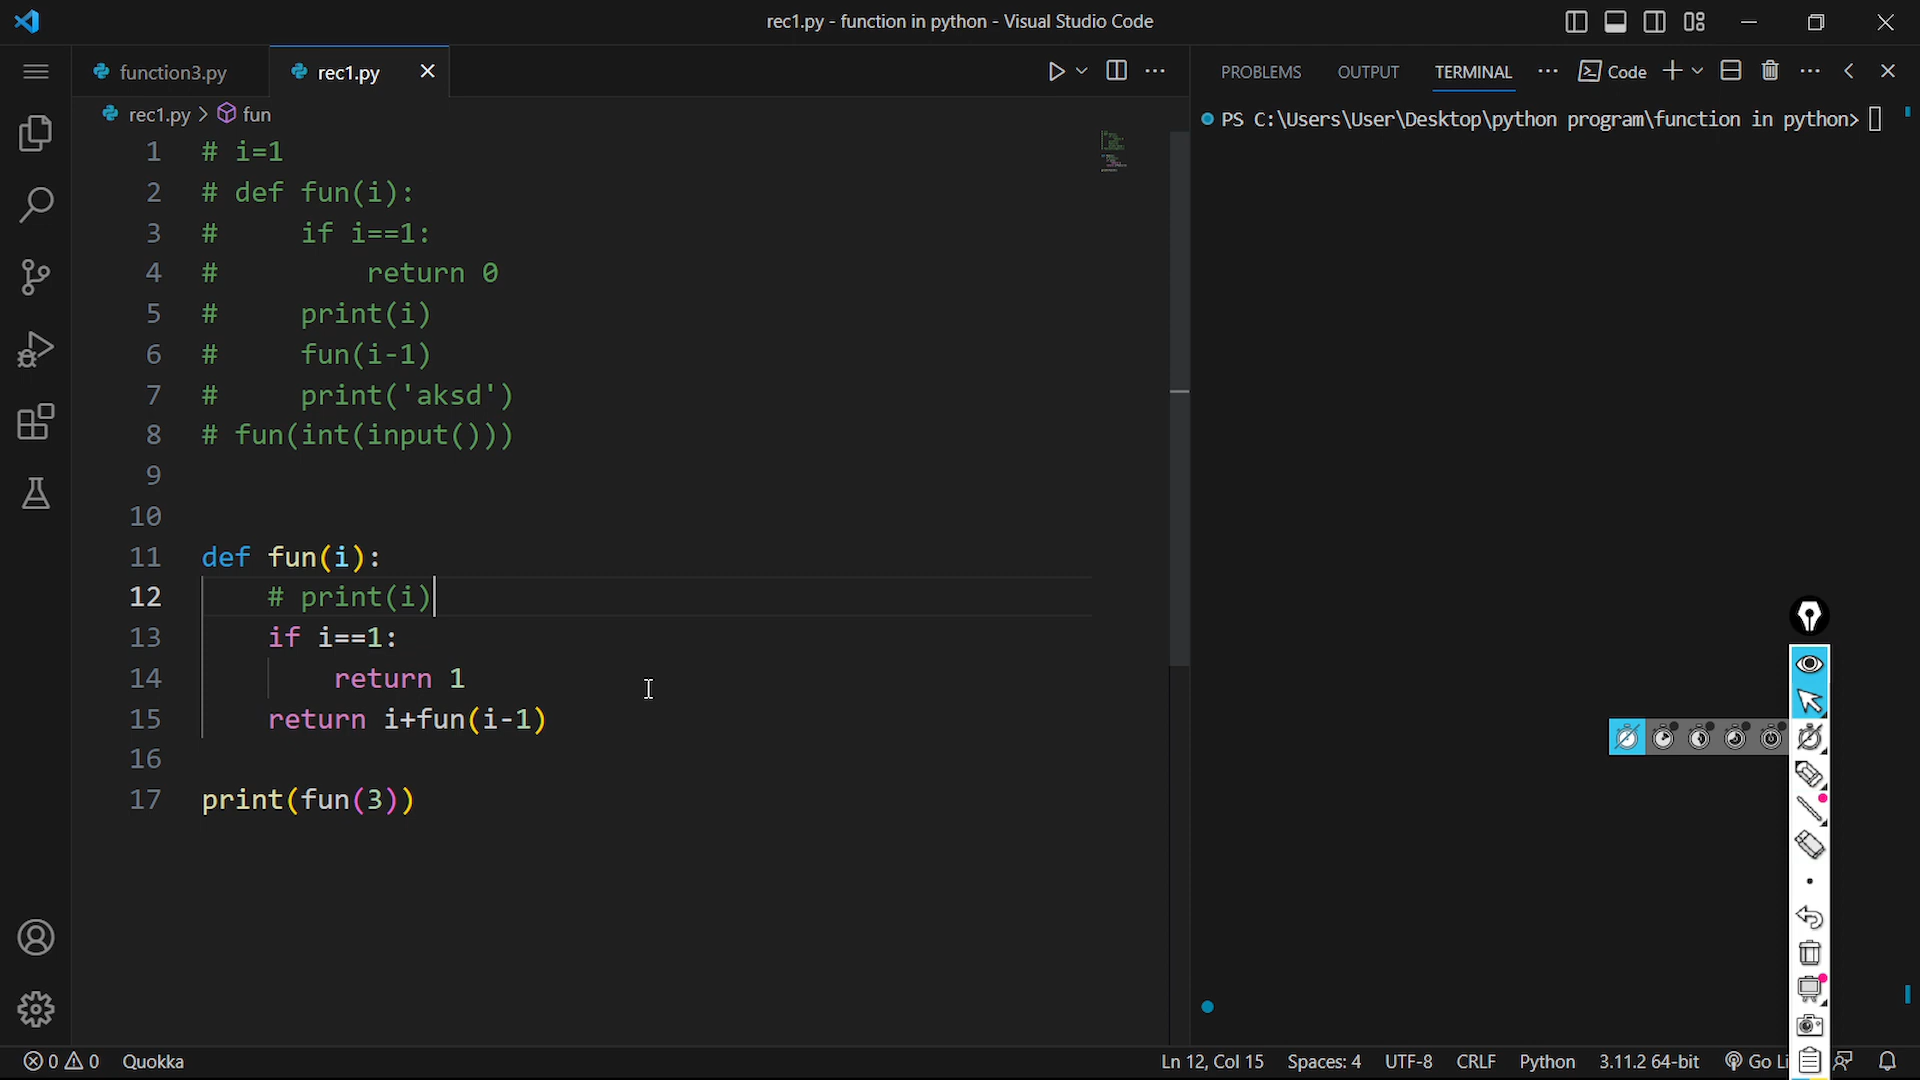 rec1.py - function in python - Visual Studio Code
function3.py
rec1.py
PROBLEMS OUTPUT TERMINAL
Code
rec1.py > fun
PS C:\Users\User\Desktop\python program\function in python>
1 # i=1
2 # def fun(i):
3 #     if i==1:
4 #         return 0
5 #     print(i)
6 #     fun(i-1)
7 #     print('aksd')
8 # fun(int(input()))
9
10
11 def fun(i):
12     # print(i)
13     if i==1:
14         return 1
15     return i+fun(i-1)
16
17 print(fun(3))
0 0 Quokka
Ln 12, Col 15 Spaces: 4 UTF-8 CRLF Python 3.11.2 64-bit Go Li